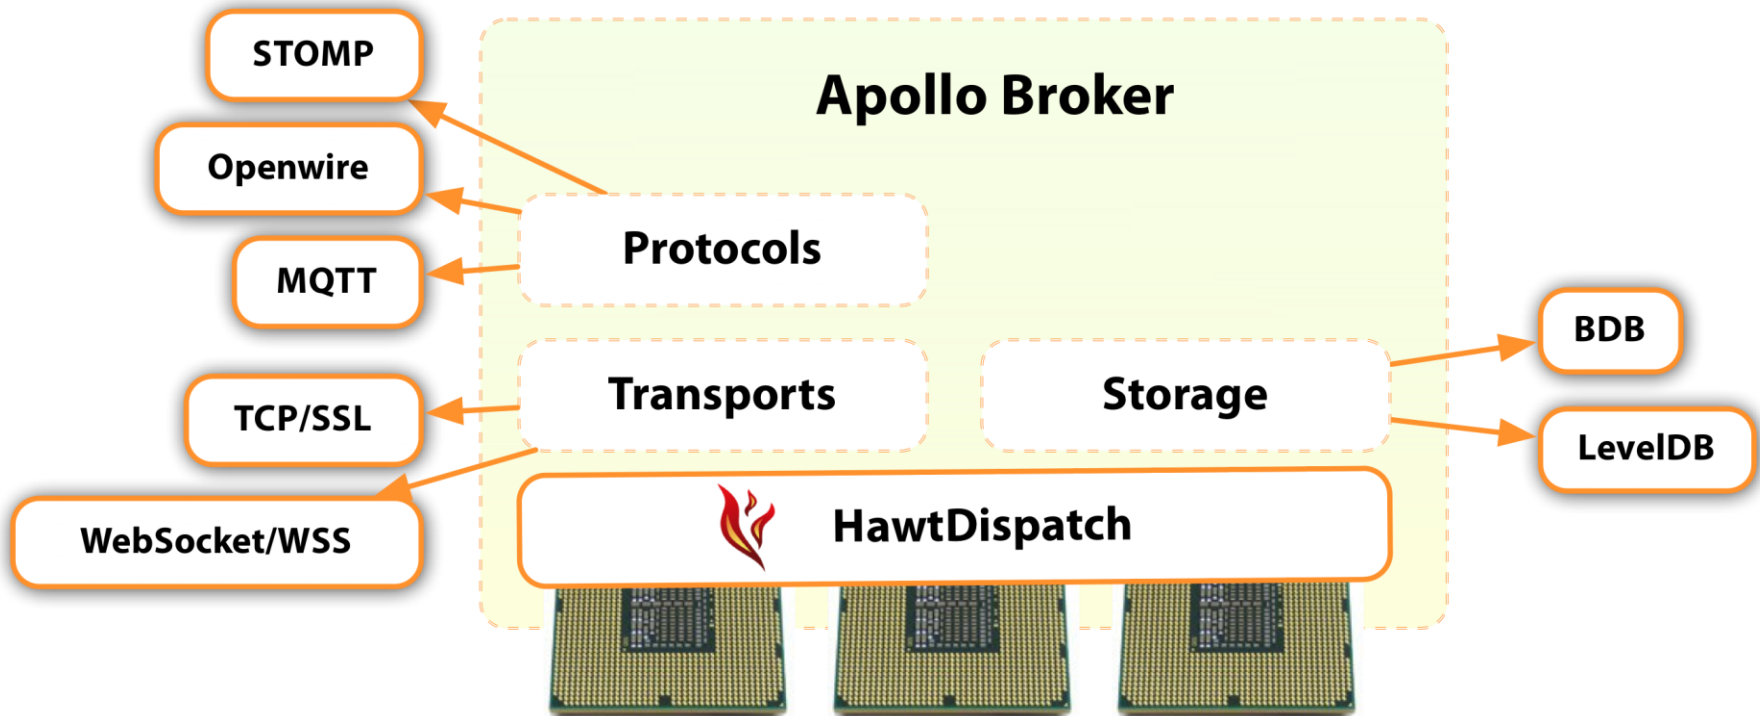 STOMP
Apollo Broker
Openwire
Protocols
MQTT
BDB
Transports
Storage
TCP/SSL
LevelDB
HawtDispatch
WebSocket/WSS